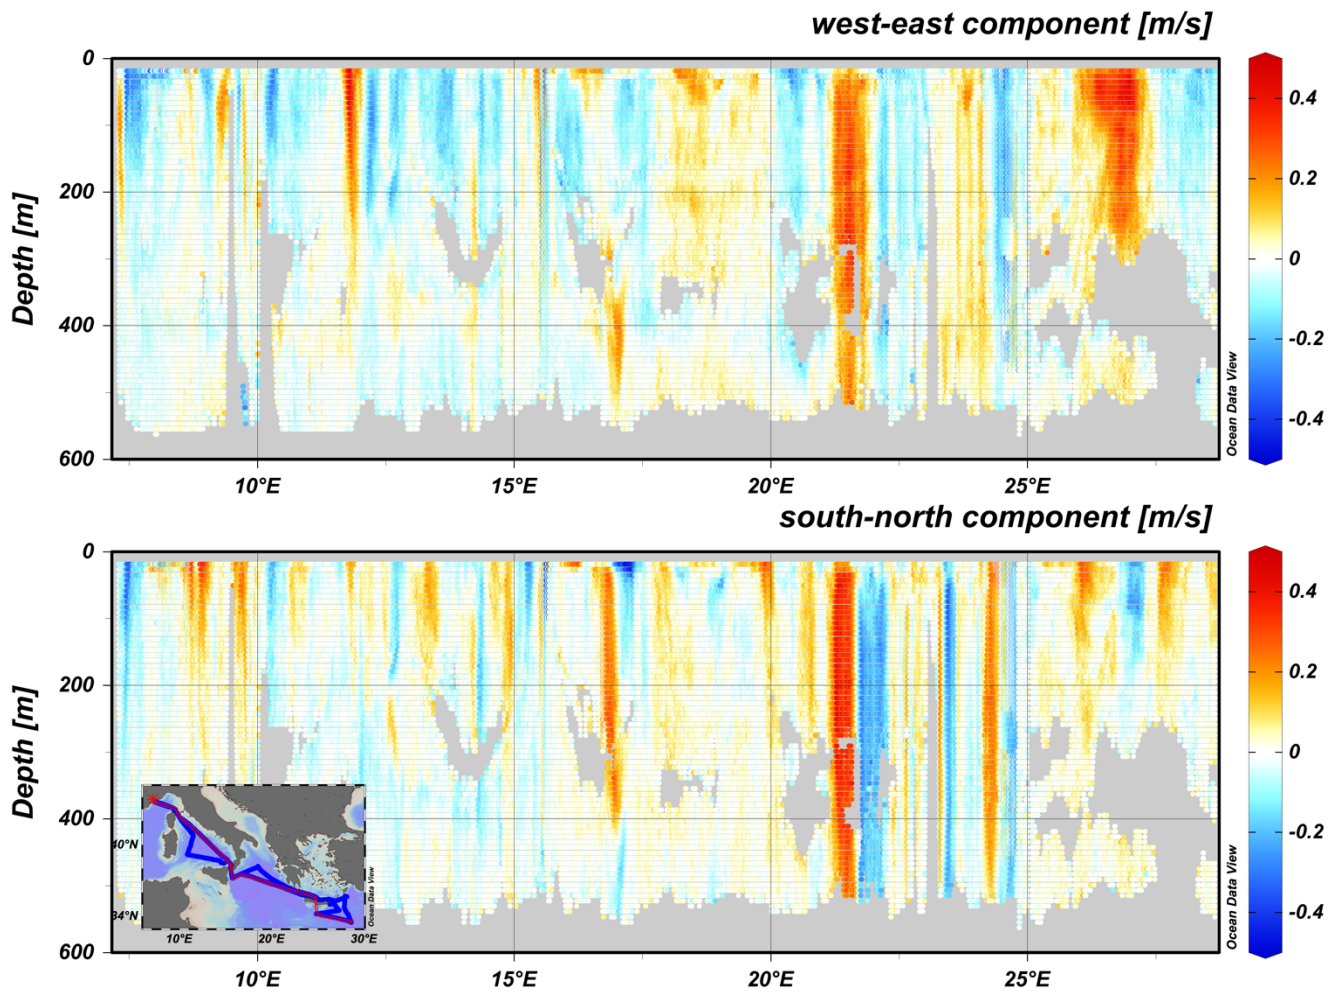 west-east component [m/s]
0
200
400
600
Depth [m]
10°E
15°E
20°E
25°E
0.4
0.2
0
-0.2
-0.4
Ocean Data View
south-north component [m/s]
0
200
400
600
Depth [m]
10°E
15°E
20°E
25°E
0.4
0.2
0
-0.2
-0.4
Ocean Data View
40°N
34°N
10°E
20°E
30°E
Ocean Data View